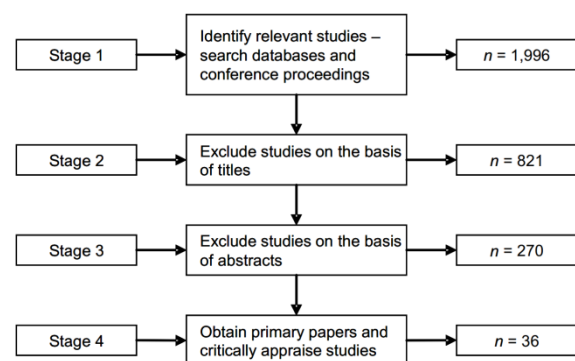 Stage 1
Identify relevant studies –
search databases and
conference proceedings
n = 1,996
Stage 2
Exclude studies on the basis
of titles
n = 821
Stage 3
Exclude studies on the basis
of abstracts
n = 270
Stage 4
Obtain primary papers and
critically appraise studies
n = 36